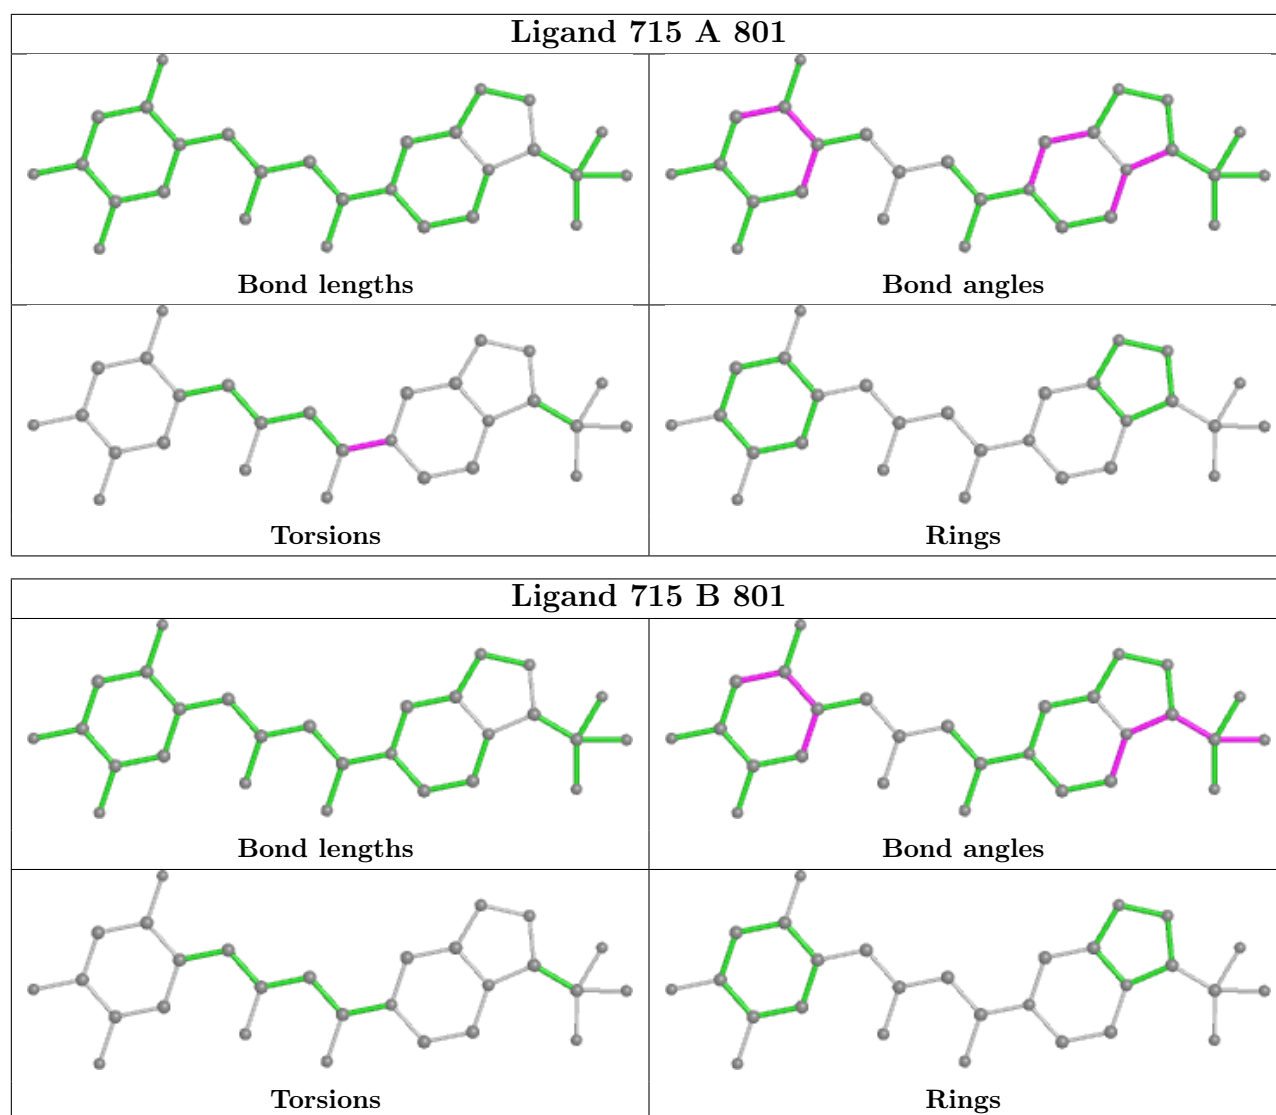 Ligand 715 A 801
Bond lengths
Bond angles
Torsions
Rings
Ligand 715 B 801
Bond lengths
Bond angles
Torsions
Rings